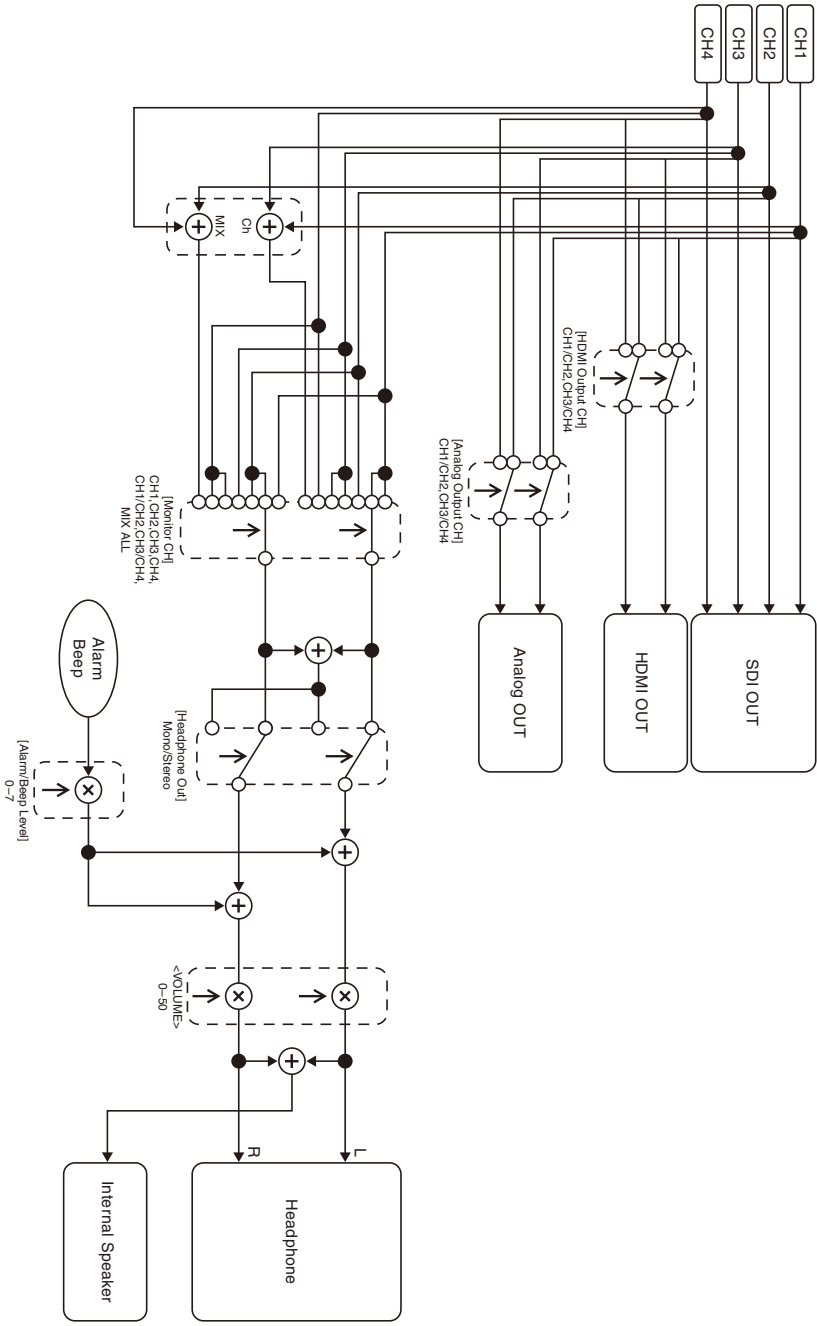 CH1
CH2
CH3
CH4
SDI OUT
[HDMI Output CH]
CH1/CH2,CH3/CH4
HDMI OUT
[Analog Output CH]
CH1/CH2,CH3/CH4
Analog OUT
Ch
MIX
[Monitor CH]
CH1,CH2,CH3,CH4,
CH1/CH2,CH3/CH4,
MIX ALL
[Headphone Out]
Mono/Stereo
Alarm
Beep
[Alarm/Beep Level]
0–7
<VOLUME>
0–50
L
R
Headphone
Internal Speaker